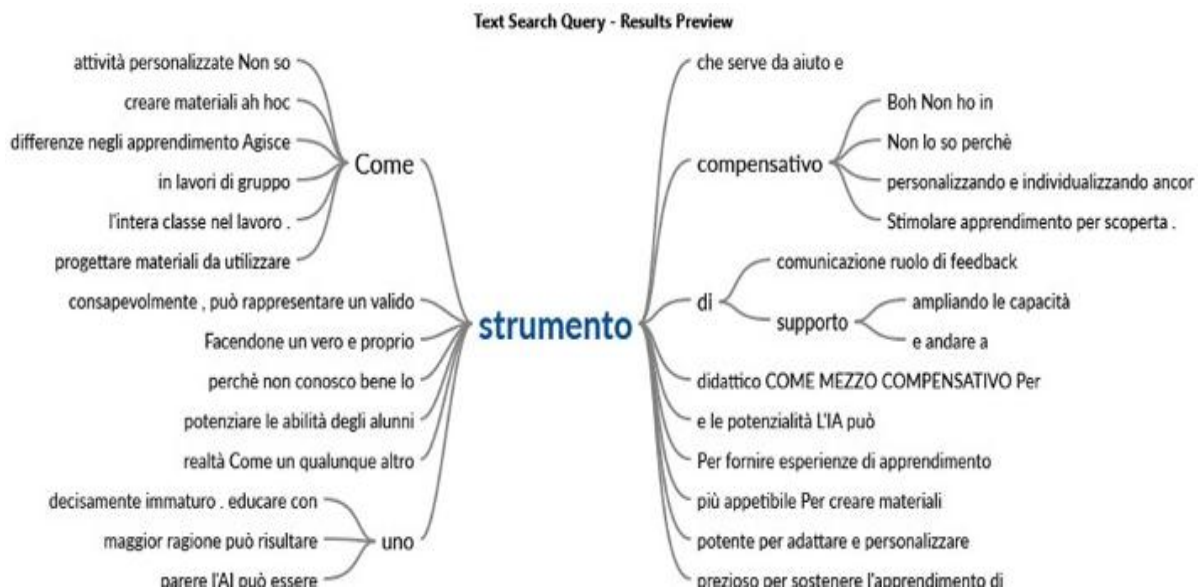 Text Search Query - Results Preview
attività personalizzate Non so
creare materiali ah hoc
differenze negli apprendimento Agisce
in lavori di gruppo
l'intera classe nel lavoro .
progettare materiali da utilizzare
Come
consapevolmente , può rappresentare un valido
Facendone un vero e proprio
perchè non conosco bene lo
potenziare le abilità degli alunni
realtà Come un qualunque altro
decisamente immaturo . educare con
maggior ragione può risultare
parere l'AI può essere
uno
strumento
che serve da aiuto e
compensativo
Boh Non ho in
Non lo so perchè
personalizzando e individualizzando ancor
Stimolare apprendimento per scoperta .
di
comunicazione ruolo di feedback
supporto
ampliando le capacità
e andare a
didattico COME MEZZO COMPENSATIVO Per
e le potenzialità L'IA può
Per fornire esperienze di apprendimento
più appetibile Per creare materiali
potente per adattare e personalizzare
prezioso per sostenere l'apprendimento di